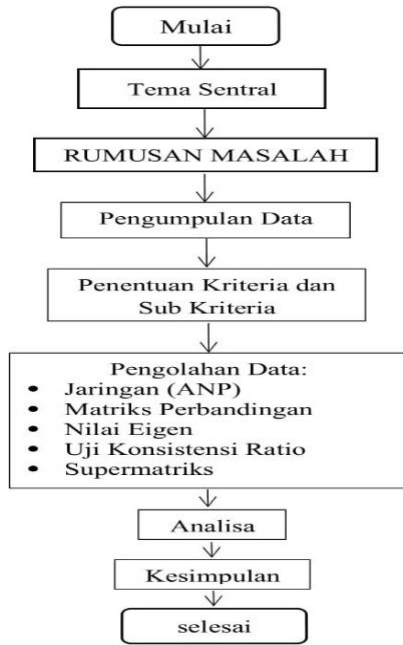 Mulai
Tema Sentral
RUMUSAN MASALAH
Pengumpulan Data
Penentuan Kriteria dan
Sub Kriteria
Pengolahan Data:
• Jaringan (ANP)
• Matriks Perbandingan
• Nilai Eigen
• Uji Konsistensi Ratio
• Supermatriks
Analisa
Kesimpulan
selesai